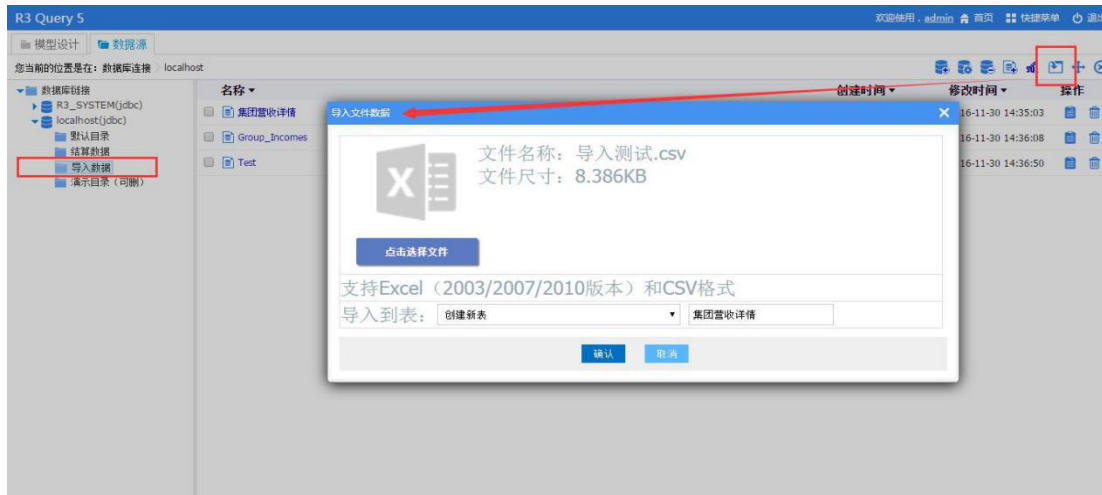 R3 Query 5
欢迎使用，admin 首页 快捷菜单 退出
模型设计 数据源
您当前的位置是在：数据库连接 localhost
数据库链接
R3_SYSTEM(jdbc)
localhost(jdbc)
默认目录
结算数据
导入数据
演示目录（可删）
名称 创建时间 修改时间 操作
集团营收详情 16-11-30 14:35:03
Group_Incomes 16-11-30 14:36:08
Test 16-11-30 14:36:50
导入文件数据
文件名称：导入测试.csv
文件尺寸：8.386KB
点击选择文件
支持Excel（2003/2007/2010版本）和CSV格式
导入到表： 创建新表 集团营收详情
确认 取消